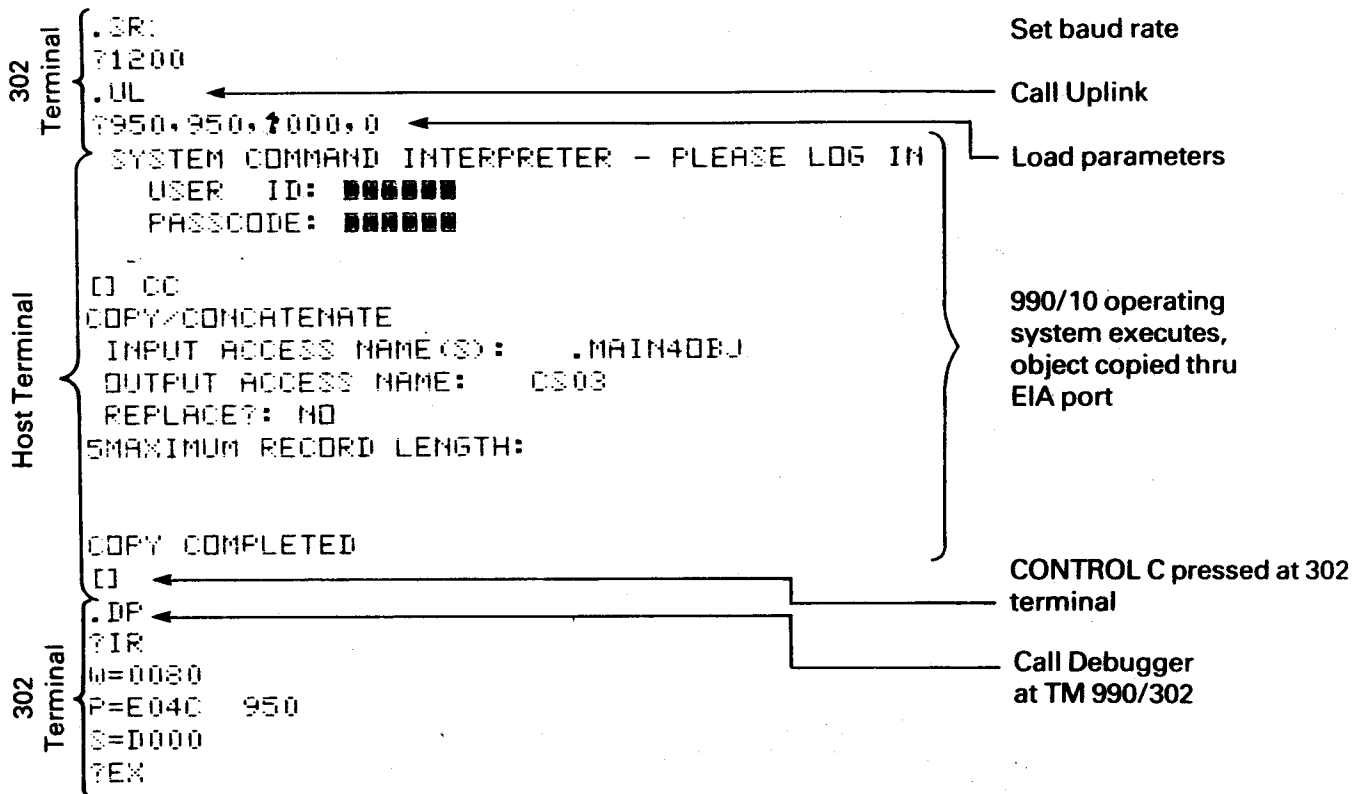 302
Terminal
.SR:
?1200
.UL
?950,950,1000,0
Host Terminal
SYSTEM COMMAND INTERPRETER - PLEASE LOG IN
USER ID:
PASSCODE:
[] CC
COPY/CONCATENATE
INPUT ACCESS NAME(S): .MAIN4OBJ
OUTPUT ACCESS NAME: CS03
REPLACE?: NO
5MAXIMUM RECORD LENGTH:
COPY COMPLETED
[]
302
Terminal
.DP
?IR
W=0080
P=E04C 950
S=D000
?EX
Set baud rate
Call Uplink
Load parameters
990/10 operating
system executes,
object copied thru
EIA port
CONTROL C pressed at 302
terminal
Call Debugger
at TM 990/302